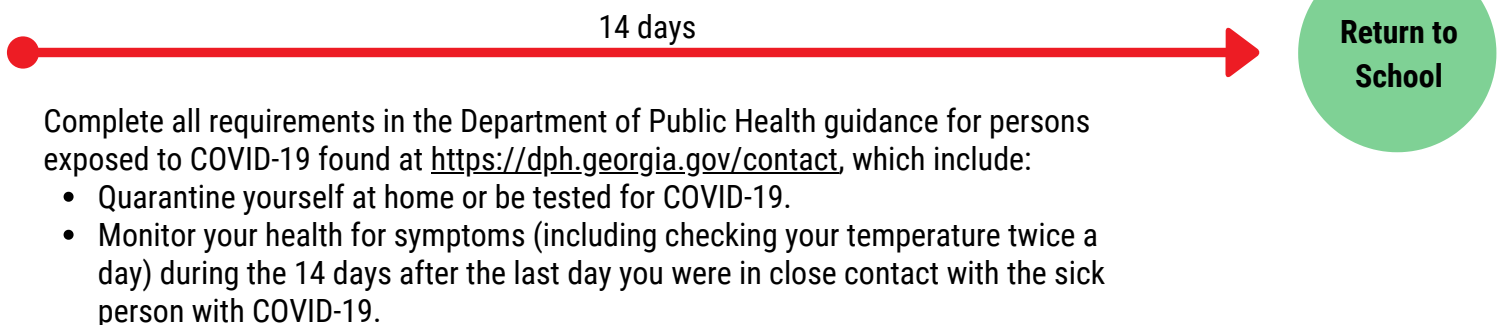 14 days
Return to
School
Complete all requirements in the Department of Public Health guidance for persons
exposed to COVID-19 found at https://dph.georgia.gov/contact, which include:
• Quarantine yourself at home or be tested for COVID-19.
• Monitor your health for symptoms (including checking your temperature twice a
day) during the 14 days after the last day you were in close contact with the sick
person with COVID-19.